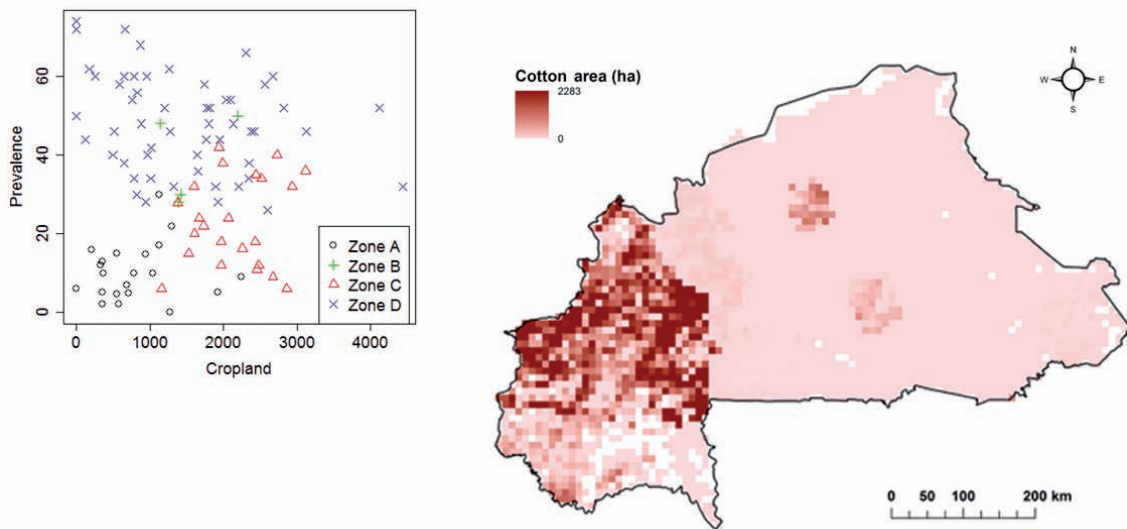 Prevalence
60
40
20
0
0 1000 2000 3000 4000
Cropland
Zone A
Zone B
Zone C
Zone D
Cotton area (ha)
2283
0
N
W E
S
0 50 100 200 km